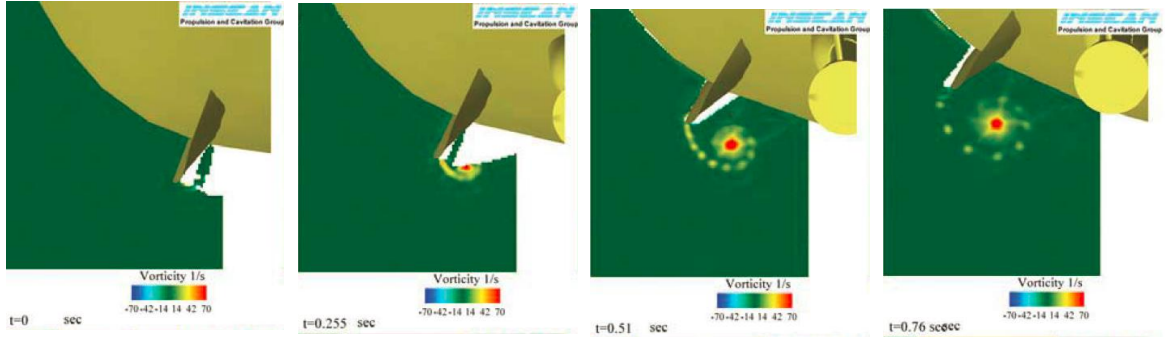 INSEAN
Propulsion and Cavitation Group
Vorticity 1/s
-70-42-14 14 42 70
t=0 sec
INSEAN
Propulsion and Cavitation Group
Vorticity 1/s
-70-42-14 14 42 70
t=0.255 sec
INSEAN
Propulsion and Cavitation Group
Vorticity 1/s
-70-42-14 14 42 70
t=0.51 sec
INSEAN
Propulsion and Cavitation Group
Vorticity 1/s
-70-42-14 14 42 70
t=0.76 sec